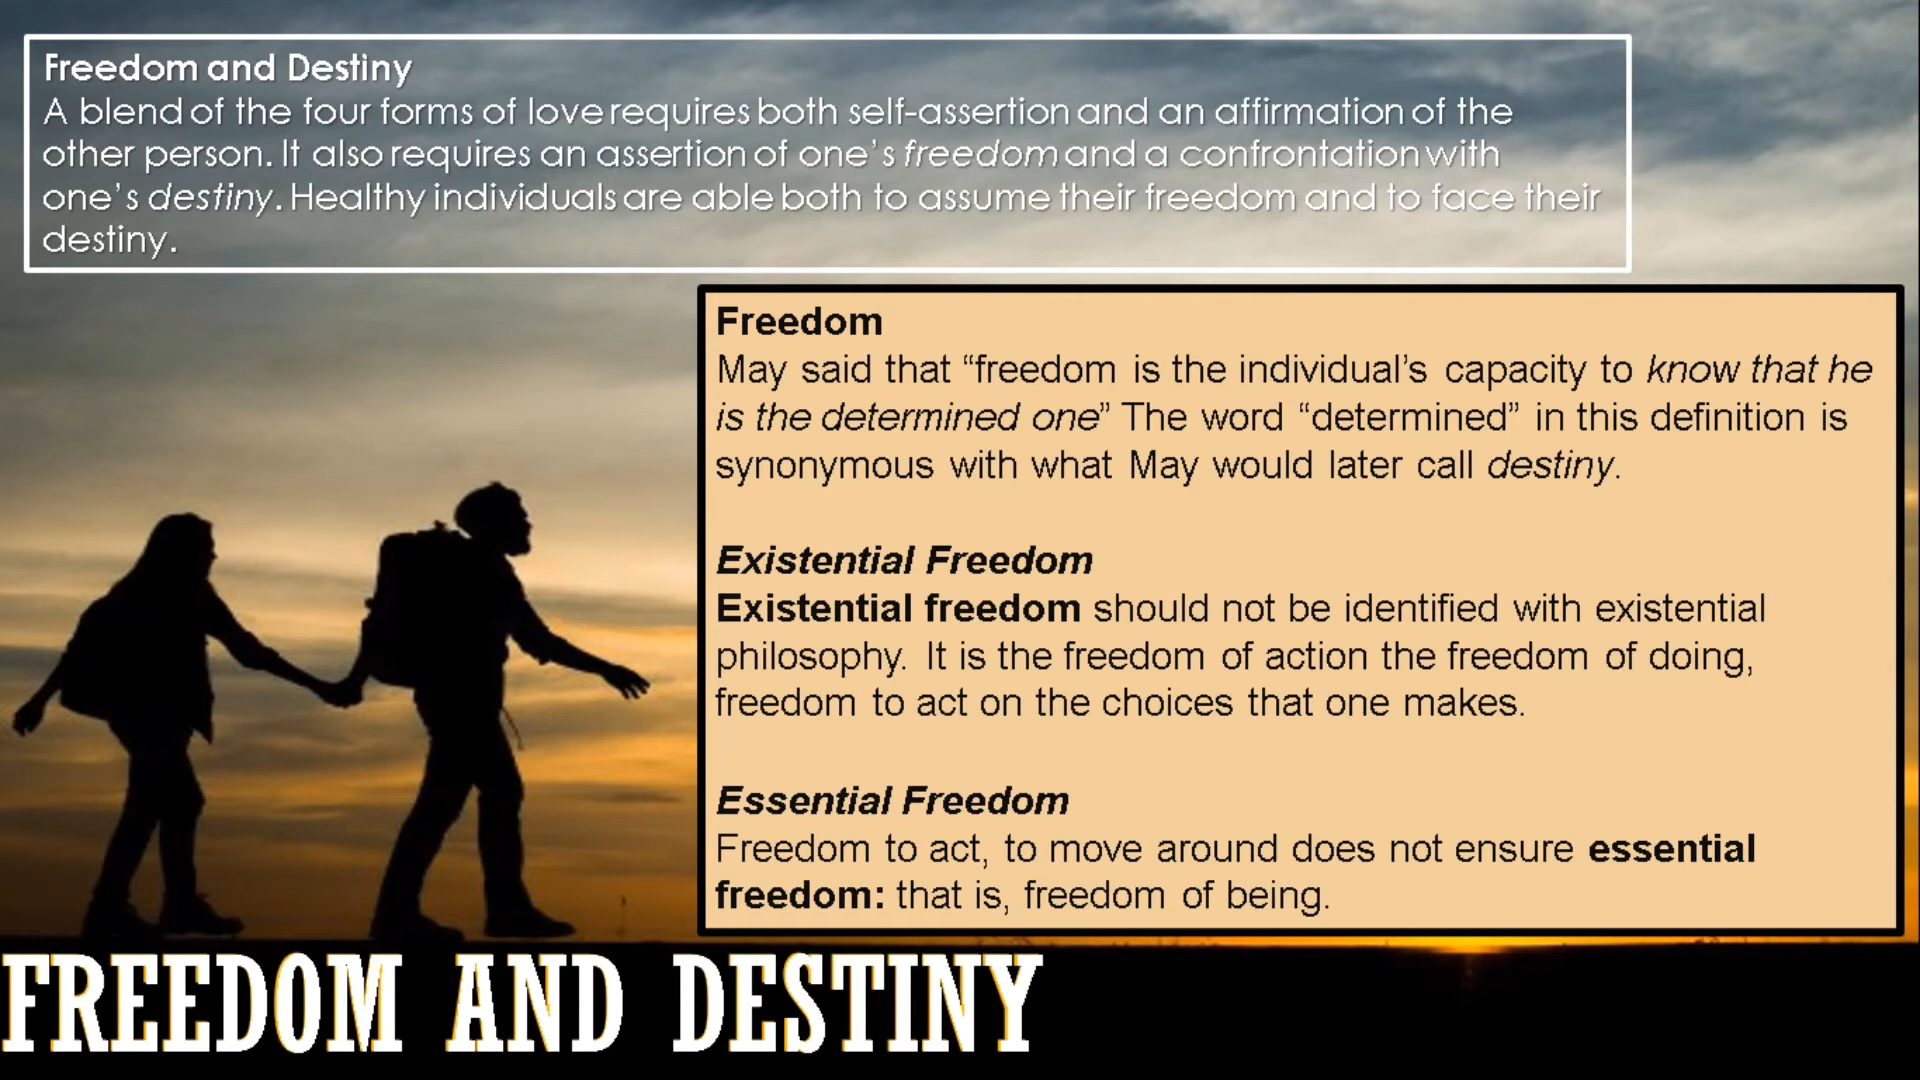 Freedom and Destiny
A blend of the four forms of love requires both self-assertion and an affirmation of the
other person. It also requires an assertion of one's freedom and a confrontation with
one's destiny. Healthy individuals are able both to assume their freedom and to face their
destiny.
Freedom
May said that “freedom is the individual's capacity to know that he
is the determined one” The word “determined” in this definition is
synonymous with what May would later call destiny.
Existential Freedom
Existential freedom should not be identified with existential
philosophy. It is the freedom of action the freedom of doing,
freedom to act on the choices that one makes.
Essential Freedom
Freedom to act, to move around does not ensure essential
freedom: that is, freedom of being.
FREEDOM AND DESTINY